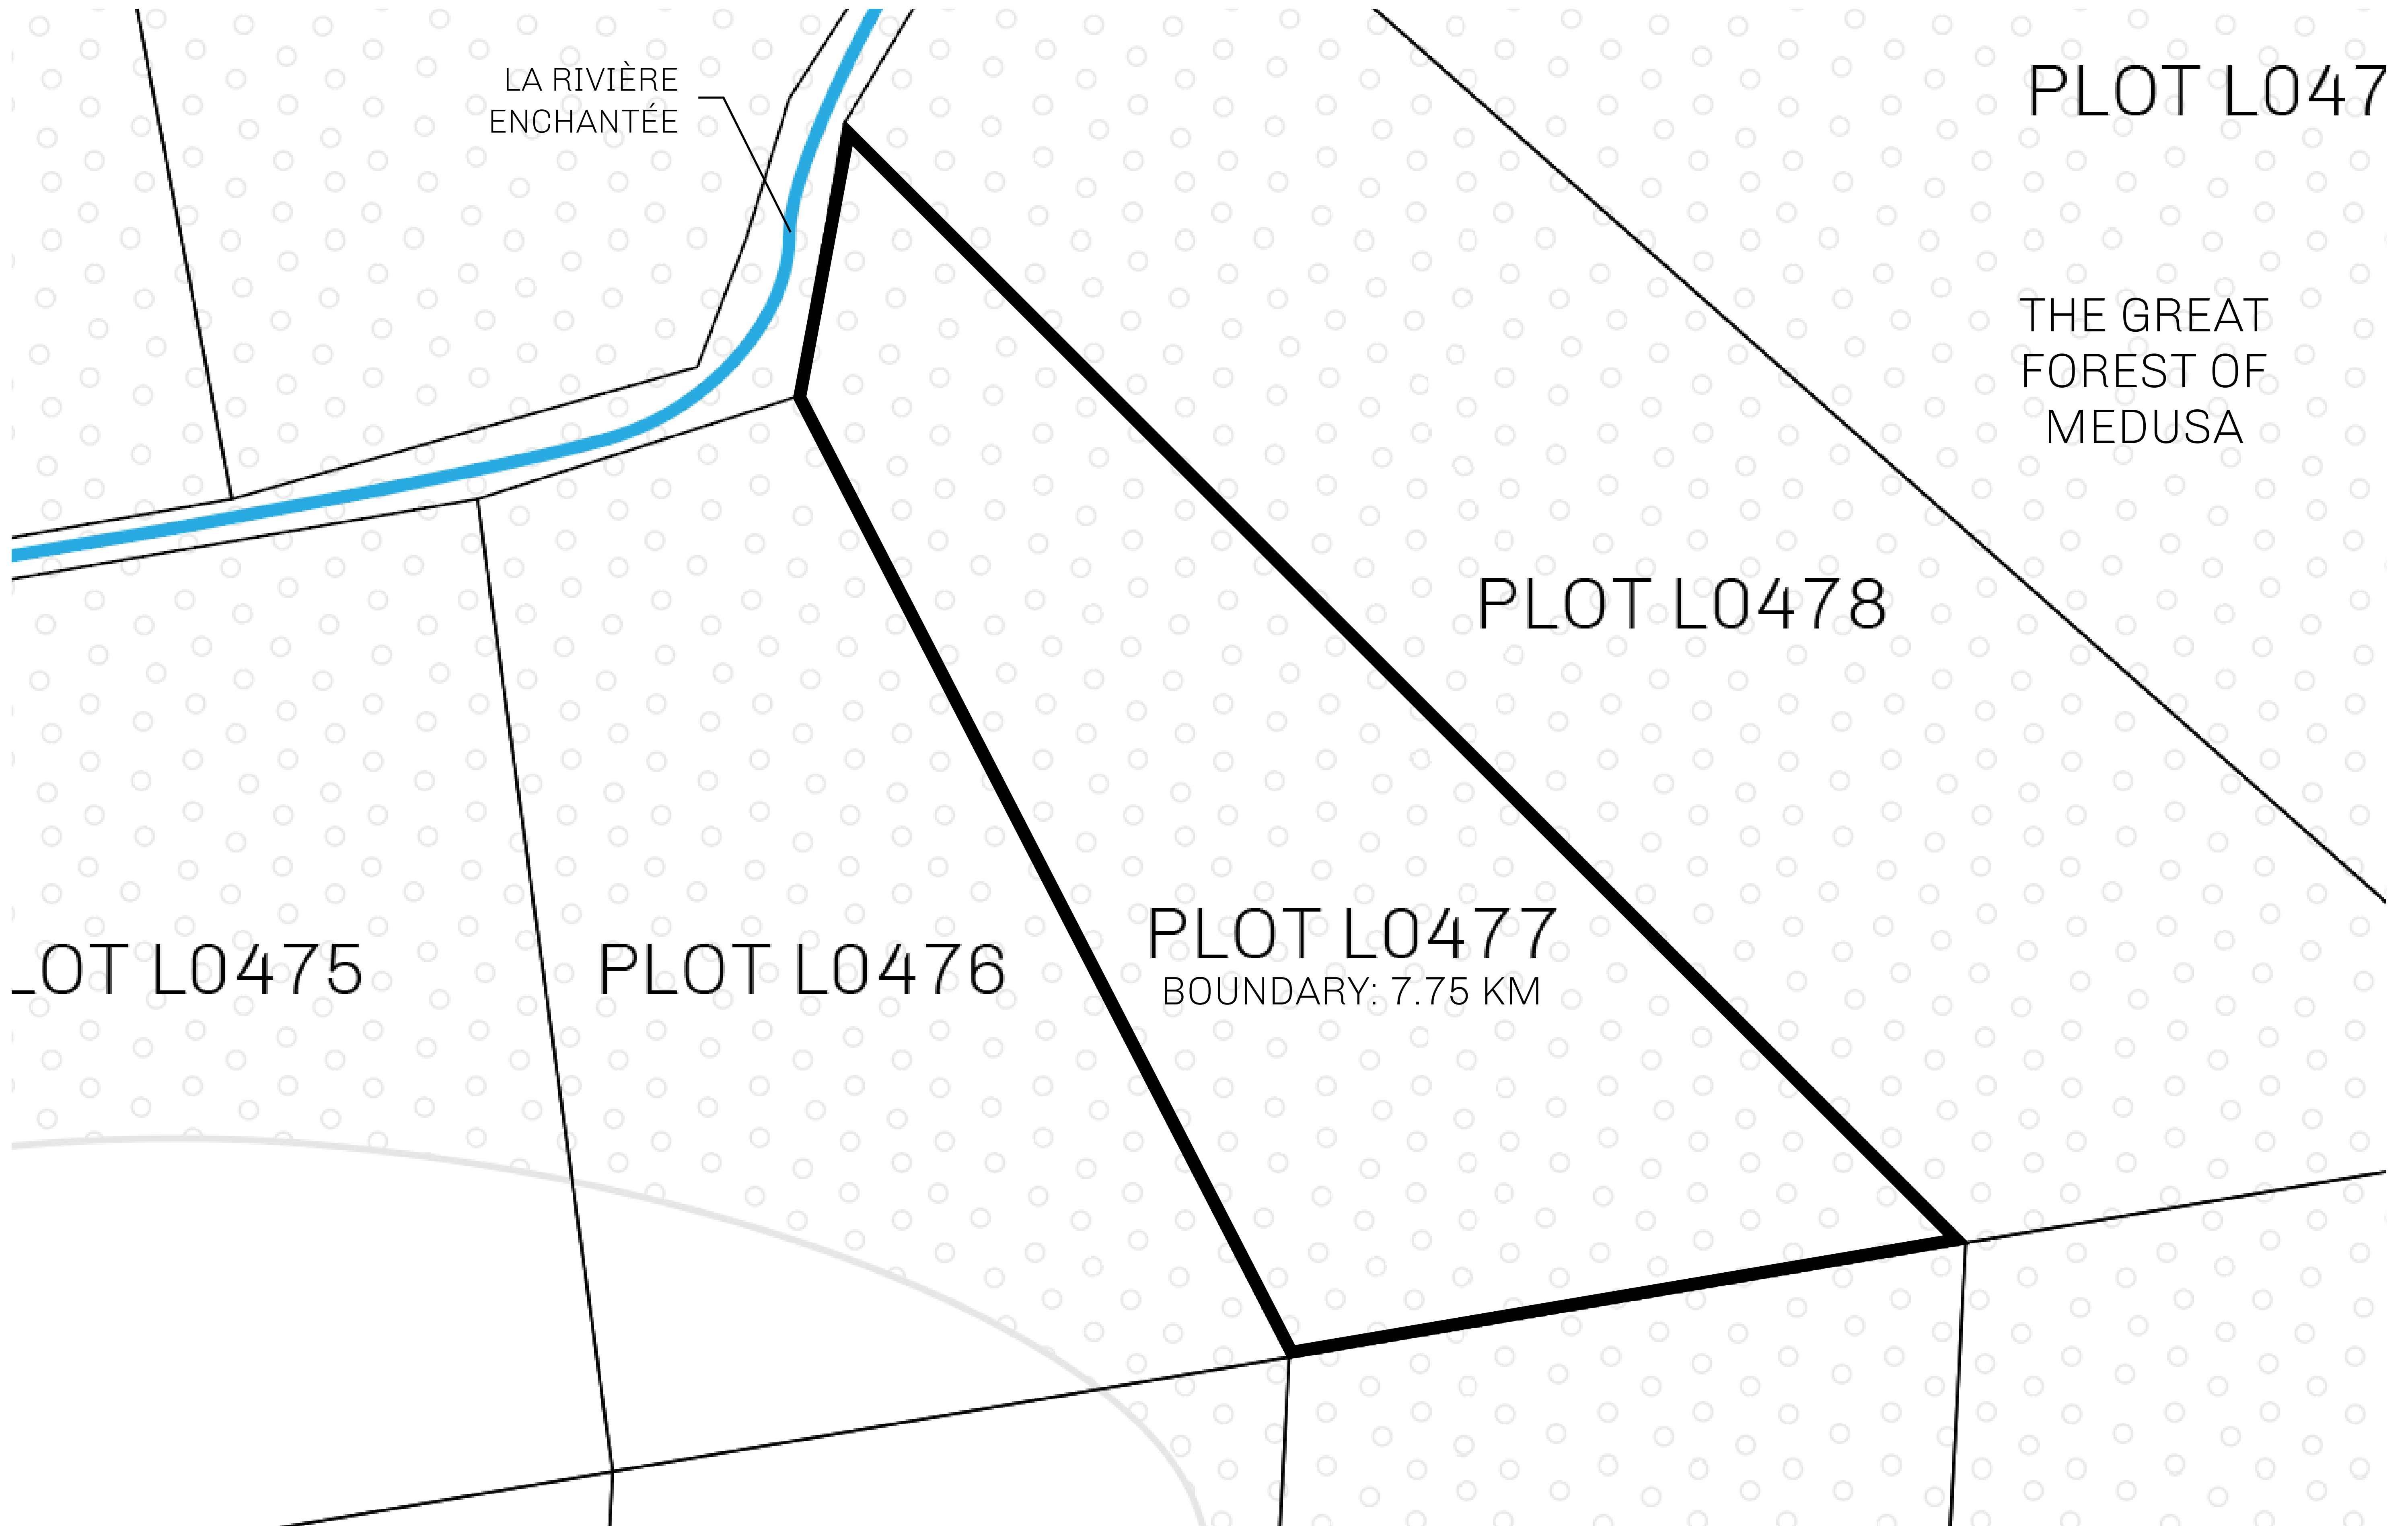 LA RIVIÈRE
ENCHANTÉE
PLOT L047
THE GREAT
FOREST OF
MEDUSA
PLOT L0478
PLOT L0477
BOUNDARY: 7.75 KM
OT L0475
PLOT L0476